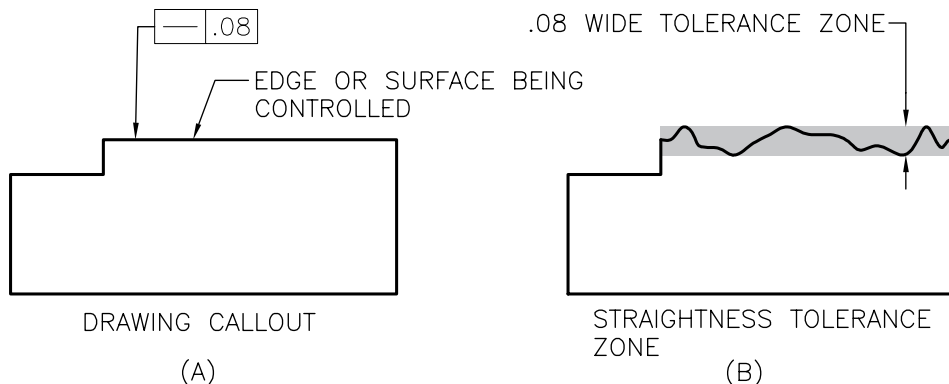 .08
EDGE OR SURFACE BEING
CONTROLLED
DRAWING CALLOUT
(A)
.08 WIDE TOLERANCE ZONE
STRAIGHTNESS TOLERANCE
ZONE
(B)